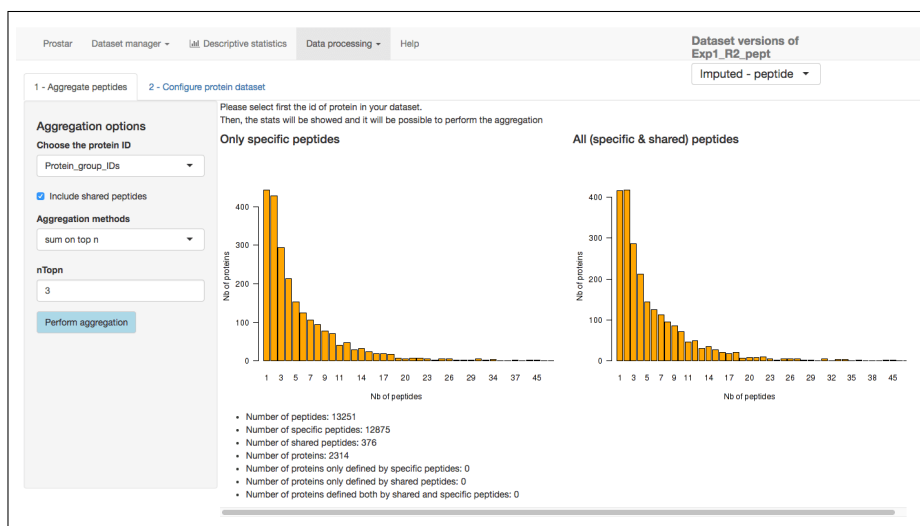 Prostar Dataset manager Descriptive statistics Data processing Help
Dataset versions of
Exp1_R2_pept
Imputed - peptide
1 - Aggregate peptides 2 - Configure protein dataset
Please select first the id of protein in your dataset.
Then, the stats will be showed and it will be possible to perform the aggregation
Aggregation options
Choose the protein ID
Protein_group_IDs
Include shared peptides
Aggregation methods
sum on top n
nTopn
3
Perform aggregation
Only specific peptides
Nb of proteins
400
300
200
100
0
1 3 5 7 9 11 14 17 20 23 26 29 34 37 45
Nb of peptides
All (specific & shared) peptides
Nb of proteins
400
300
200
100
0
1 3 5 7 9 11 14 17 20 23 26 29 32 35 38 45
Nb of peptides
• Number of peptides: 13251
• Number of specific peptides: 12875
• Number of shared peptides: 376
• Number of proteins: 2314
• Number of proteins only defined by specific peptides: 0
• Number of proteins only defined by shared peptides: 0
• Number of proteins defined both by shared and specific peptides: 0